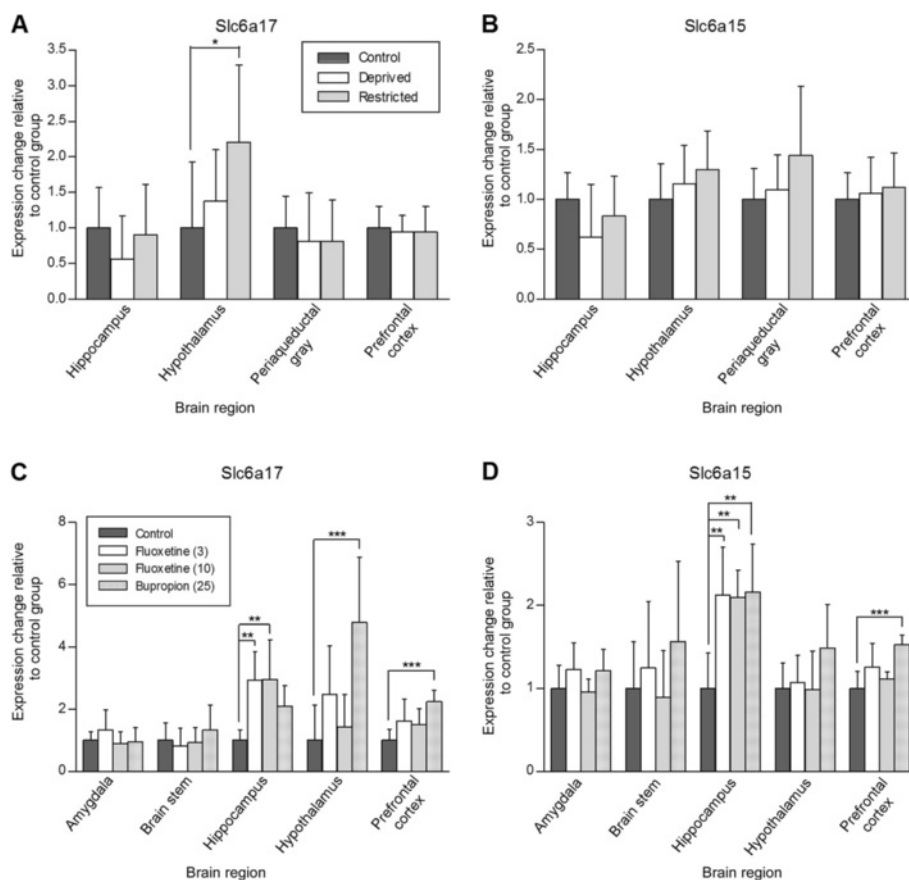 A
Slc6a17
Expression change relative
to control group
3.5
3.0
2.5
2.0
1.5
1.0
0.5
0.0
*
Control
Deprived
Restricted
Hippocampus
Hypothalamus
Periaqueductal
gray
Prefrontal
cortex
Brain region
B
Slc6a15
Expression change relative
to control group
2.5
2.0
1.5
1.0
0.5
0.0
Hippocampus
Hypothalamus
Periaqueductal
gray
Prefrontal
cortex
Brain region
C
Slc6a17
Expression change relative
to control group
8
6
4
2
0
Control
Fluoxetine (3)
Fluoxetine (10)
Bupropion (25)
**
**
***
***
Amygdala
Brain stem
Hippocampus
Hypothalamus
Prefrontal
cortex
Brain region
D
Slc6a15
Expression change relative
to control group
3
2
1
0
**
**
**
***
Amygdala
Brain stem
Hippocampus
Hypothalamus
Prefrontal
cortex
Brain region